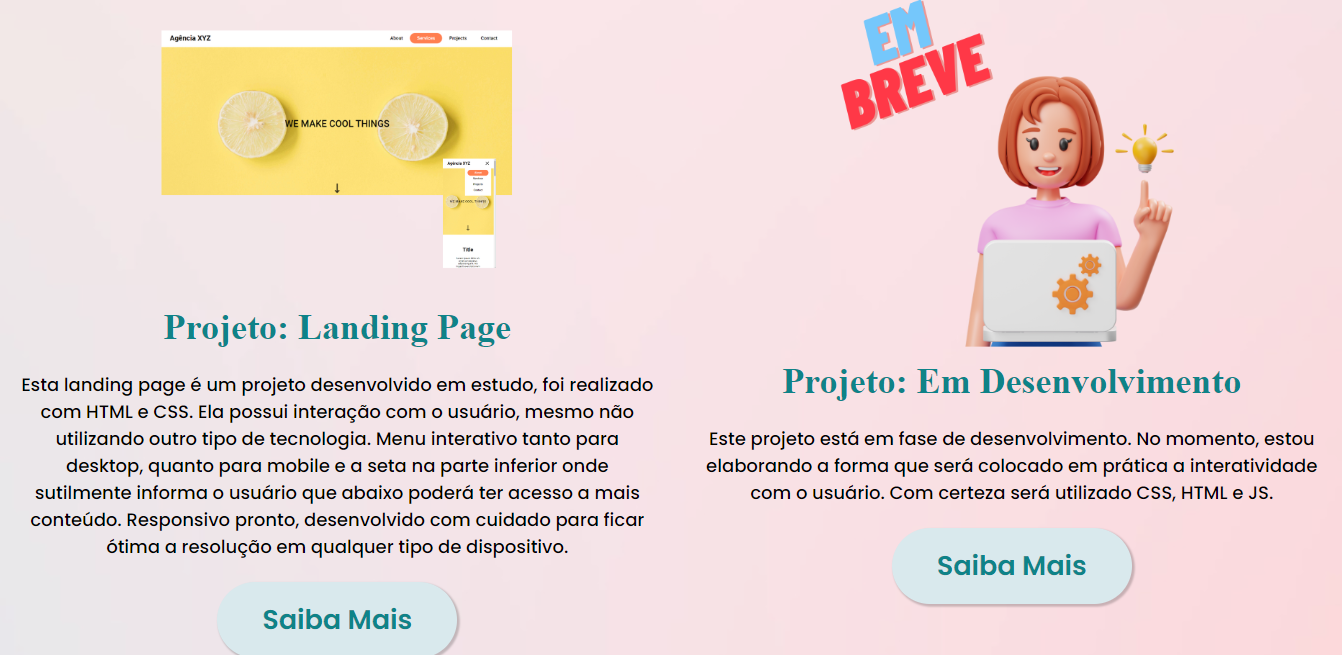 Agência XYZ
About Services Projects Contact
WE MAKE COOL THINGS
Agência XYZ
WE MAKE COOL THINGS
Title
Projeto: Landing Page
Esta landing page é um projeto desenvolvido em estudo, foi realizado
com HTML e CSS. Ela possui interação com o usuário, mesmo não
utilizando outro tipo de tecnologia. Menu interativo tanto para
desktop, quanto para mobile e a seta na parte inferior onde
sutilmente informa o usuário que abaixo poderá ter acesso a mais
conteúdo. Responsivo pronto, desenvolvido com cuidado para ficar
ótima a resolução em qualquer tipo de dispositivo.
Saiba Mais
EM
BREVE
Projeto: Em Desenvolvimento
Este projeto está em fase de desenvolvimento. No momento, estou
elaborando a forma que será colocado em prática a interatividade
com o usuário. Com certeza será utilizado CSS, HTML e JS.
Saiba Mais